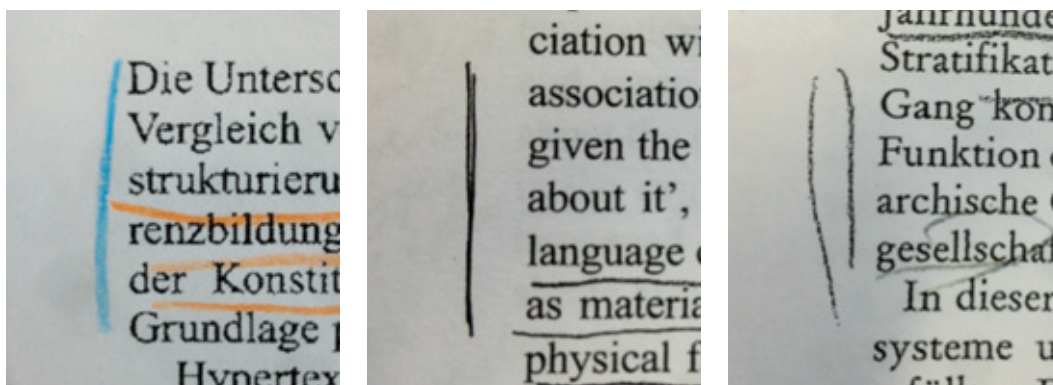 Die Untersc
Vergleich v
strukturieru
renzbildung
der Konstit
Grundlage
Hypertex
ciation wi
associatio
given the
about it',
language
as materia
physical f
Jahrhunde
Stratifikat
Gang kon
Funktion
archische
gesellschaf
In dieser
systeme u